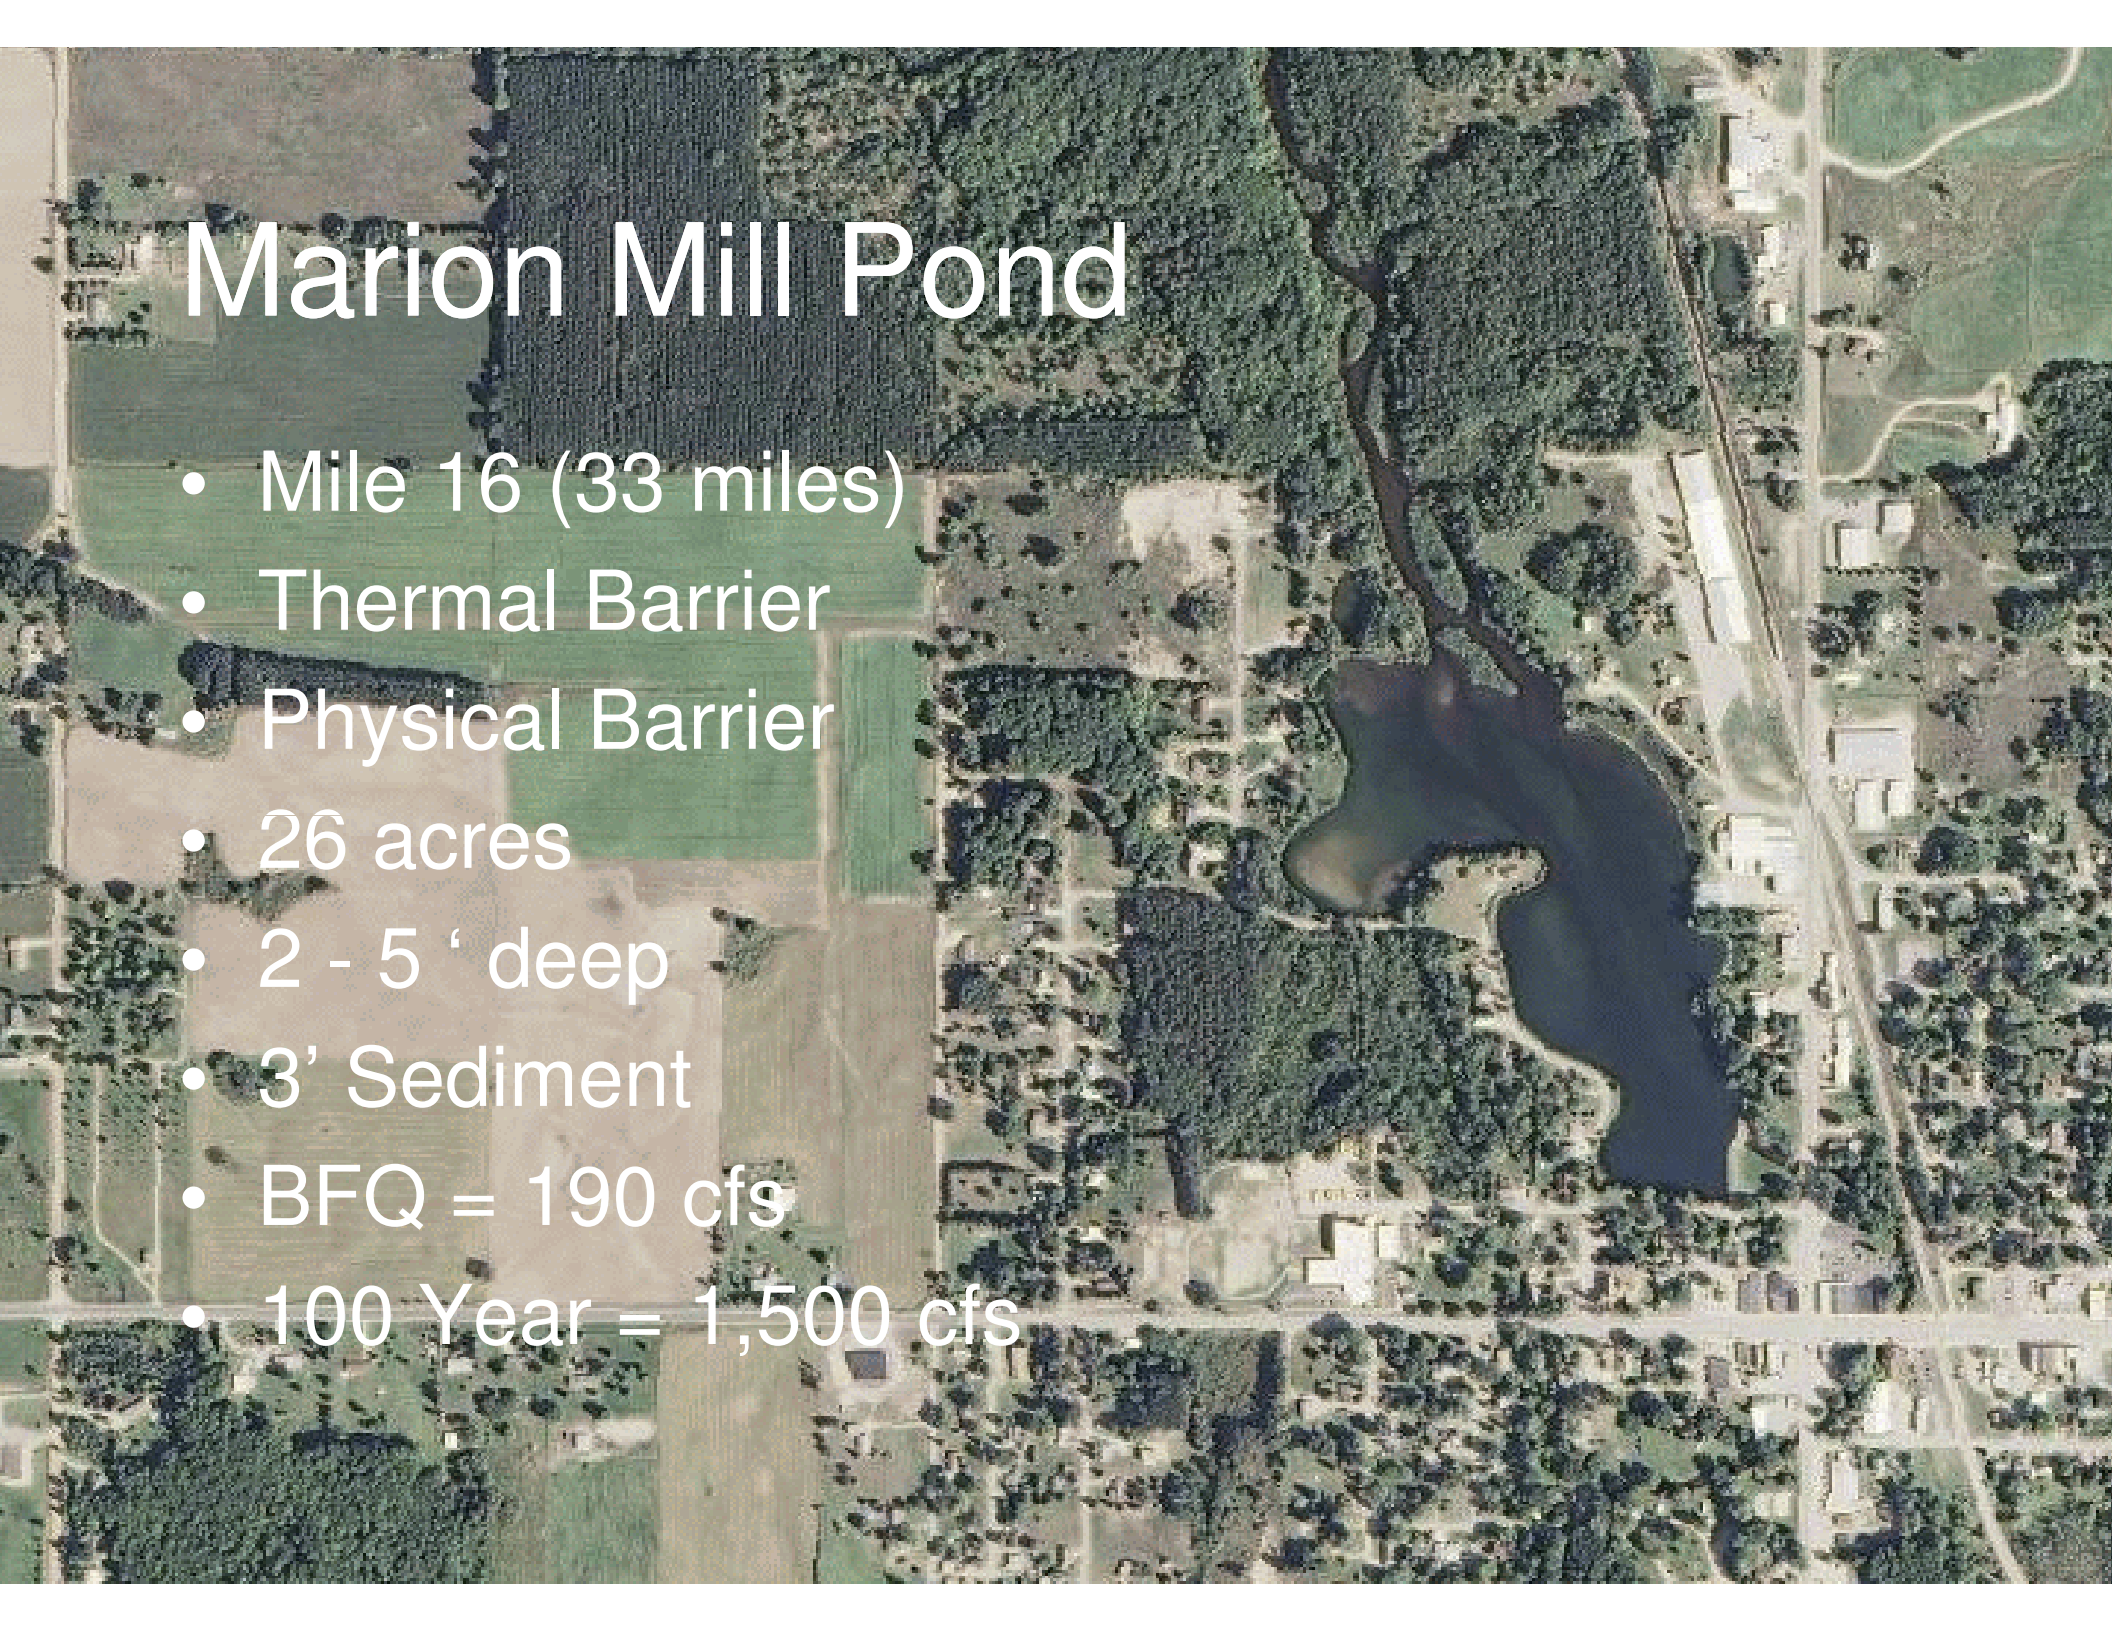 Marion Mill Pond
• Mile 16 (33 miles)
• Thermal Barrier
• Physical Barrier
• 26 acres
• 2 - 5 ‘ deep
• 3’ Sediment
• BFQ = 190 cfs
• 100 Year = 1,500 cfs